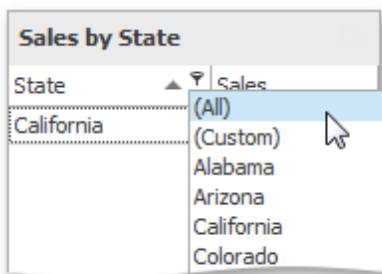 Sales by State
State Sales
California
(All)
(Custom)
Alabama
Arizona
California
Colorado